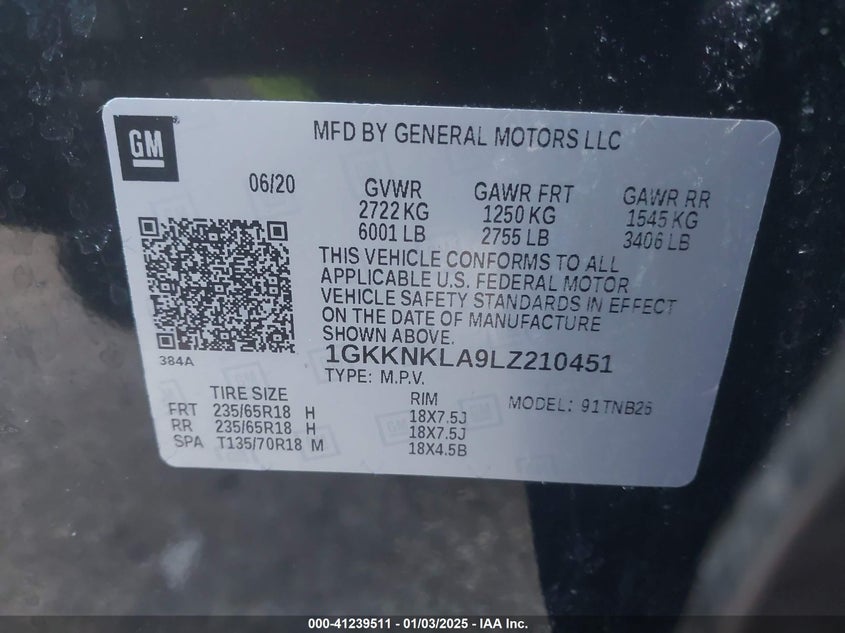 GM
MFD BY GENERAL MOTORS LLC
06/20
GVWR GAWR FRT GAWR RR
2722 KG 1250 KG 1545 KG
6001 LB 2755 LB 3406 LB
THIS VEHICLE CONFORMS TO ALL
APPLICABLE U.S. FEDERAL MOTOR
VEHICLE SAFETY STANDARDS IN EFFECT
ON THE DATE OF MANUFACTURE
SHOWN ABOVE.
384A
1GKKNKLA9LZ210451
TYPE: M.P.V.
TIRE SIZE RIM MODEL: 91TNB26
FRT 235/65R18 H 18X7.5J
RR 235/65R18 H 18X7.5J
SPA T135/70R18 M 18X4.5B
000-41239511 - 01/03/2025 - IAA Inc.